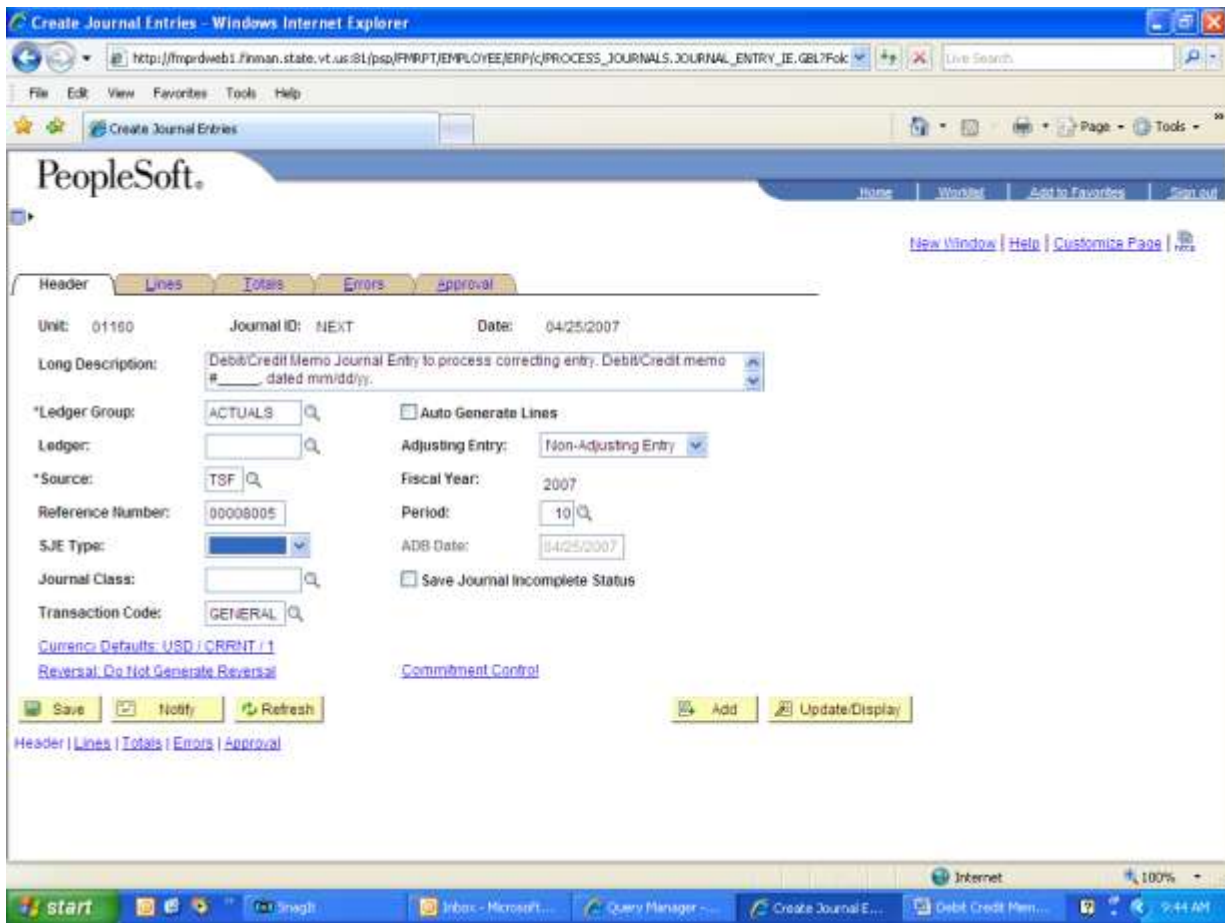 Create Journal Entries - Windows Internet Explorer
http://fmprdweb1.finman.state.vt.us:81/psp/FMRPT/EMPLOYEE/ERP/c/PROCESS_JOURNALS.JOURNAL_ENTRY_IE.GBL?Fol
Live Search
File Edit View Favorites Tools Help
Create Journal Entries
Page Tools
PeopleSoft.
Home | Worklist | Add to Favorites | Sign out
New Window | Help | Customize Page |
Header Lines Totals Errors Approval
Unit: 01160 Journal ID: NEXT Date: 04/25/2007
Long Description: Debit/Credit Memo Journal Entry to process correcting entry. Debit/Credit memo
#_____, dated mm/dd/yy.
*Ledger Group: ACTUALS Auto Generate Lines
Ledger: Adjusting Entry: Non-Adjusting Entry
*Source: TSF Fiscal Year: 2007
Reference Number: 00008005 Period: 10
SJE Type: ADB Date: 04/25/2007
Journal Class: Save Journal Incomplete Status
Transaction Code: GENERAL
Currency Defaults: USD / CRRNT / 1
Reversal: Do Not Generate Reversal Commitment Control
Save Notify Refresh Add Update/Display
Header | Lines | Totals | Errors | Approval
Internet 100%
start SnagIt Inbox - Microsoft... Query Manager - ... Create Journal E... Debit Credit Mem... 9:44 AM